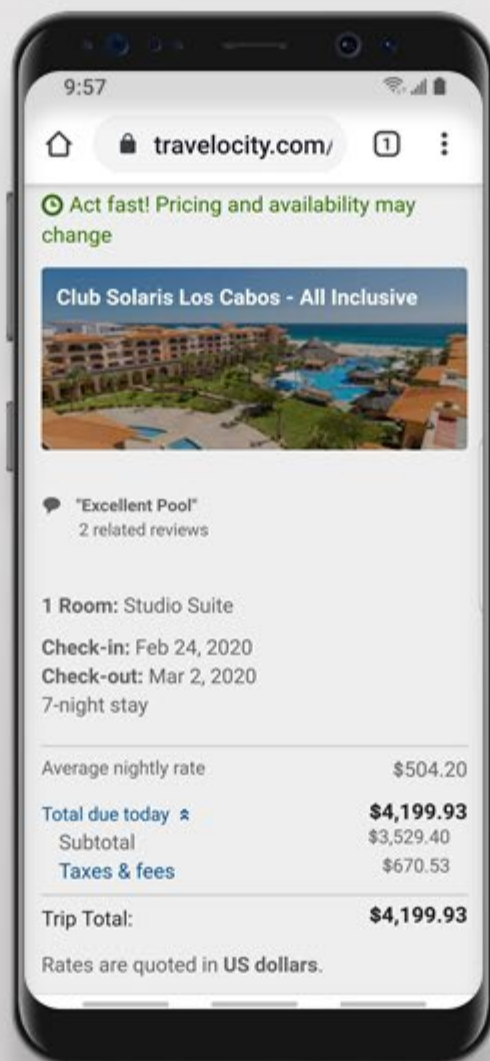 9:57
travelocity.com/
1
Act fast! Pricing and availability may
change
Club Solaris Los Cabos - All Inclusive
"Excellent Pool"
2 related reviews
1 Room: Studio Suite
Check-in: Feb 24, 2020
Check-out: Mar 2, 2020
7-night stay
Average nightly rate $504.20
Total due today $4,199.93
Subtotal $3,529.40
Taxes & fees $670.53
Trip Total: $4,199.93
Rates are quoted in US dollars.